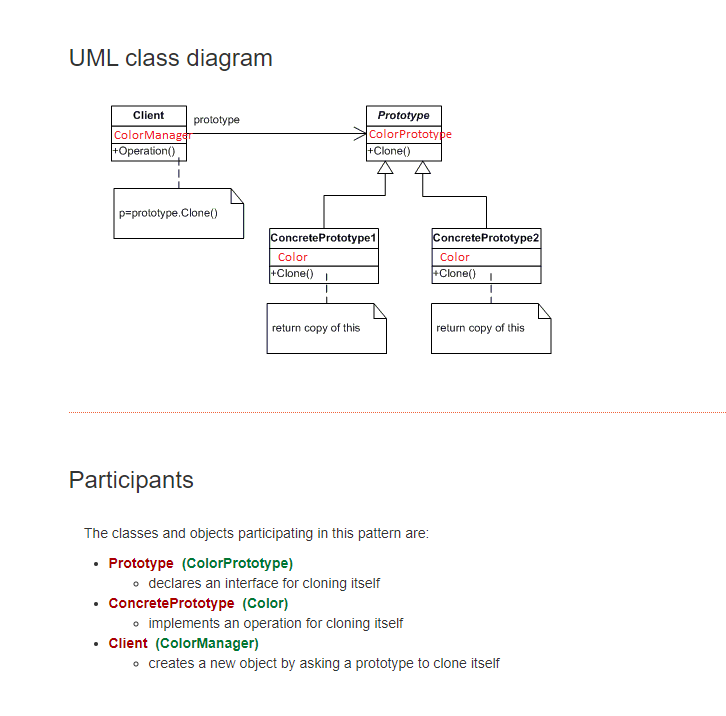 UML class diagram
Client
prototype
Prototype
ColorManager
ColorPrototype
+Operation()
+Clone()
p=prototype.Clone()
ConcretePrototype1
ConcretePrototype2
Color
Color
+Clone()
+Clone()
return copy of this
return copy of this
Participants
The classes and objects participating in this pattern are:
Prototype (ColorPrototype)
declares an interface for cloning itself
ConcretePrototype (Color)
implements an operation for cloning itself
Client (ColorManager)
creates a new object by asking a prototype to clone itself